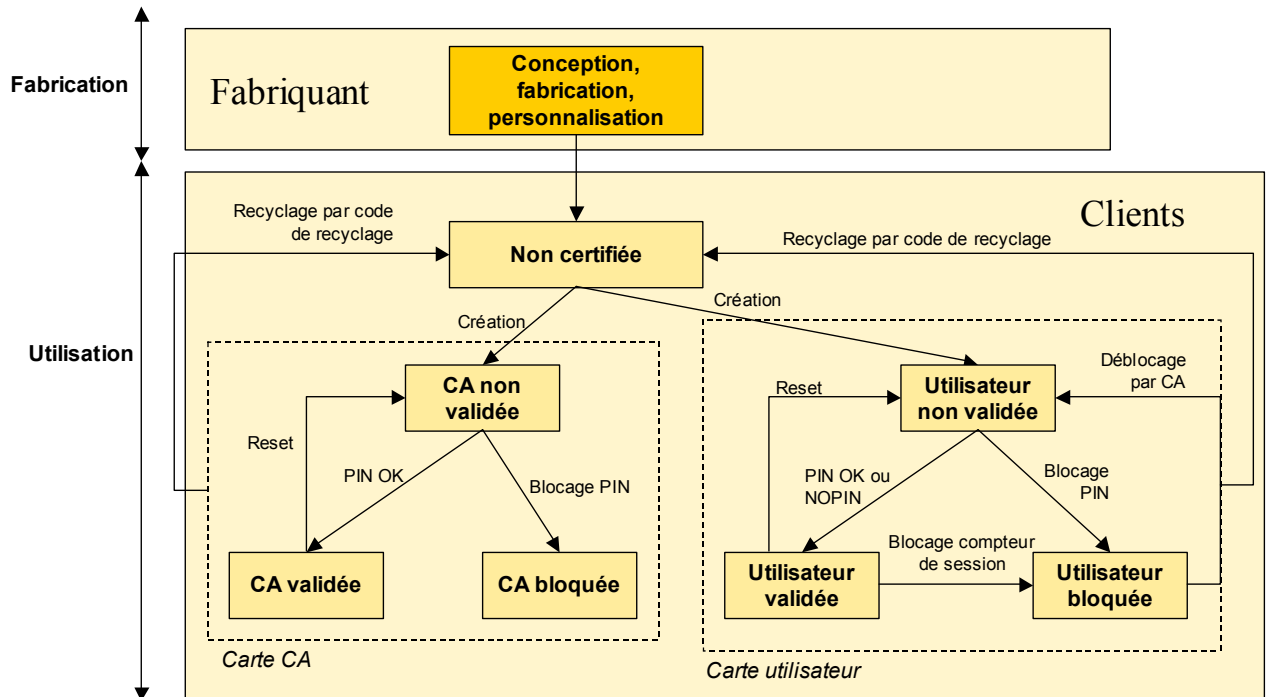 Fabrication
Fabriquant
Conception,
fabrication,
personnalisation
Clients
Recyclage par code
de recyclage
Non certifiée
Recyclage par code de recyclage
Création
Création
Utilisation
CA non
validée
Utilisateur
non validée
Déblocage
par CA
Reset
Reset
PIN OK
Blocage PIN
PIN OK ou
NOPIN
Blocage
PIN
CA validée
CA bloquée
Utilisateur
validée
Blocage compteur
de session
Utilisateur
bloquée
Carte CA
Carte utilisateur